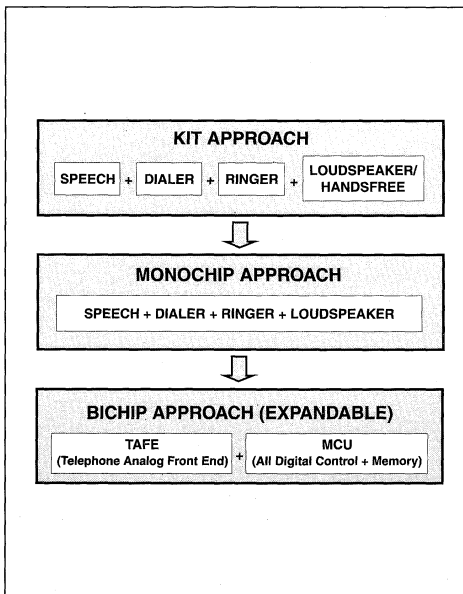 KIT APPROACH
SPEECH + DIALER + RINGER + LOUDSPEAKER/
HANDSFREE
MONOCHIP APPROACH
SPEECH + DIALER + RINGER + LOUDSPEAKER
BICHIP APPROACH (EXPANDABLE)
TAFE + MCU
(Telephone Analog Front End) (All Digital Control + Memory)